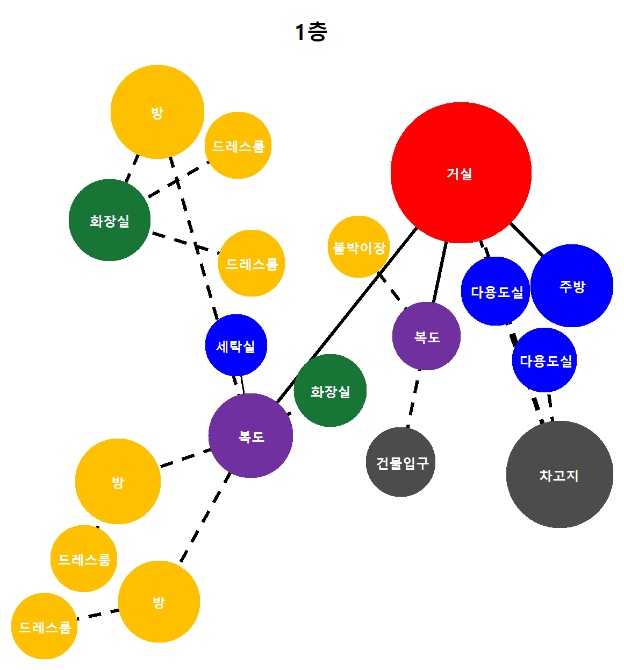 1층
방
드레스룸
거실
화장실
드레스룸
붙박이장
다용도실
주방
세탁실
복도
다용도실
화장실
복도
건물입구
차고지
방
드레스룸
방
드레스룸